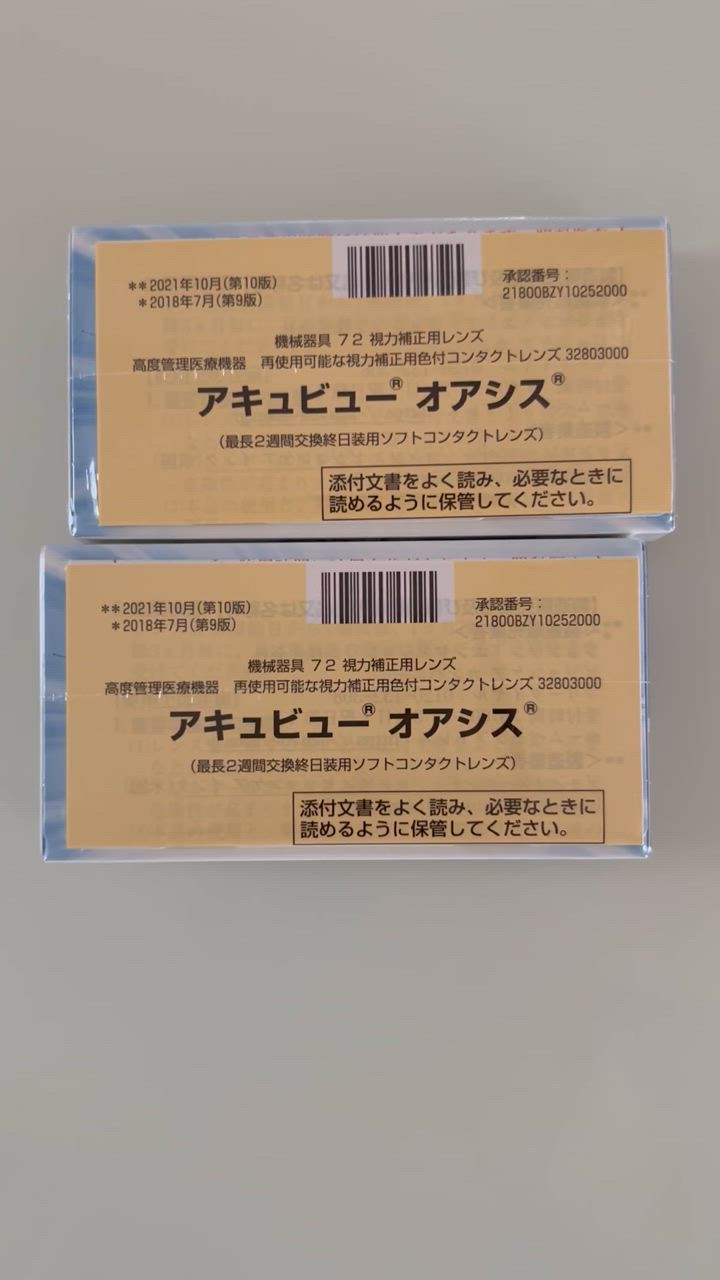 **2021年10月(第10版)
*2018年7月(第9版)
承認番号：
21800BZY10252000
機械器具 72 視力補正用レンズ
高度管理医療機器 再使用可能な視力補正用色付コンタクトレンズ 32803000
アキュビュー® オアシス®
(最長2週間交換終日装用ソフトコンタクトレンズ)
添付文書をよく読み、必要なときに
読めるように保管してください。
**2021年10月(第10版)
*2018年7月(第9版)
承認番号：
21800BZY10252000
機械器具 72 視力補正用レンズ
高度管理医療機器 再使用可能な視力補正用色付コンタクトレンズ 32803000
アキュビュー® オアシス®
(最長2週間交換終日装用ソフトコンタクトレンズ)
添付文書をよく読み、必要なときに
読めるように保管してください。